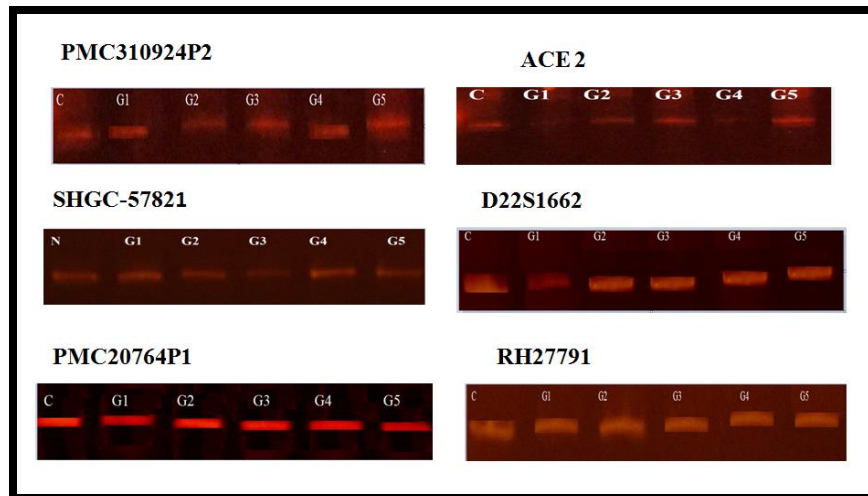 PMC310924P2
C G1 G2 G3 G4 G5
ACE 2
C G1 G2 G3 G4 G5
SHGC-57821
N G1 G2 G3 G4 G5
D22S1662
C G1 G2 G3 G4 G5
PMC20764P1
C G1 G2 G3 G4 G5
RH27791
C G1 G2 G3 G4 G5